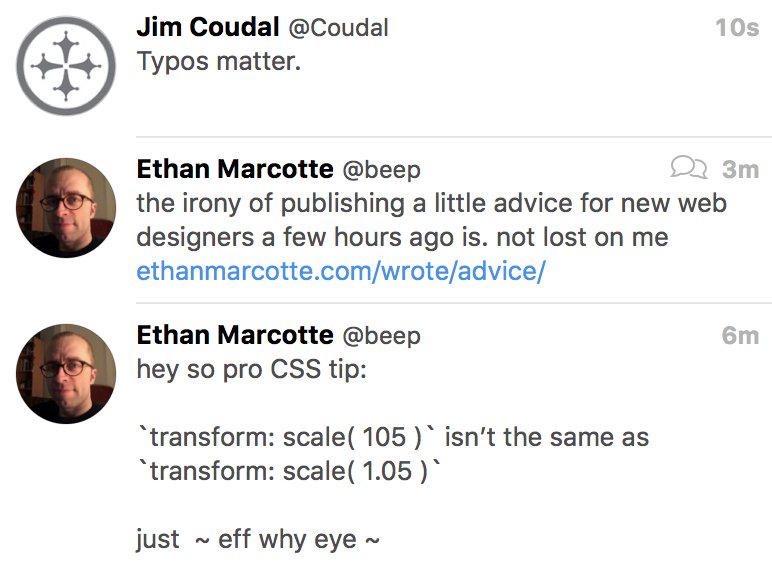 Jim Coudal @Coudal 10s
Typos matter.
Ethan Marcotte @beep 3m
the irony of publishing a little advice for new web
designers a few hours ago is. not lost on me
ethanmarcotte.com/wrote/advice/
Ethan Marcotte @beep 6m
hey so pro CSS tip:
`transform: scale( 105 )` isn’t the same as
`transform: scale( 1.05 )`
just ~ eff why eye ~